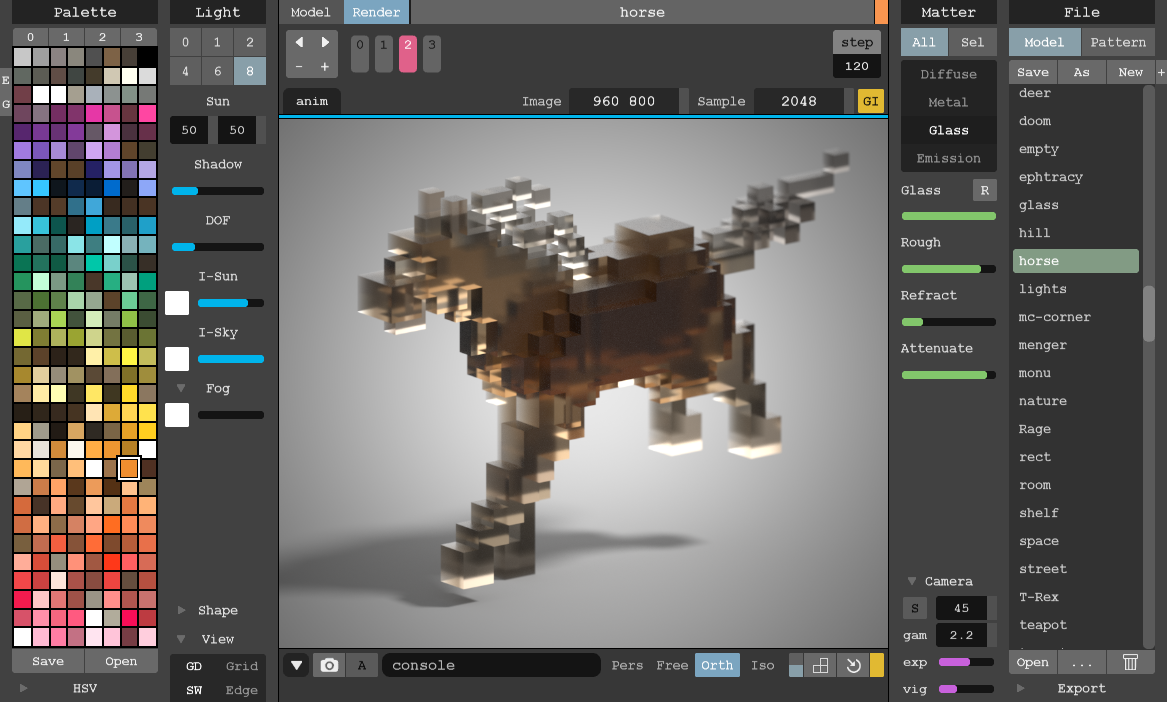 Palette
0 1 2 3
E
G
Save Open
HSV
Light
0 1 2
4 6 8
Sun
50 50
Shadow
DOF
I-Sun
I-Sky
Fog
Shape
View
GD Grid
SW Edge
Model Render horse
0 1 2 3
- +
step
120
anim Image 960 800 Sample 2048 GI
A console Pers Free Orth Iso
Matter
All Sel
Diffuse
Metal
Glass
Emission
Glass R
Rough
Refract
Attenuate
Camera
S 45
gam 2.2
exp
vig
File
Model Pattern
Save As New +
deer
doom
empty
ephtracy
glass
hill
horse
lights
mc-corner
menger
monu
nature
Rage
rect
room
shelf
space
street
T-Rex
teapot
Open ...
Export